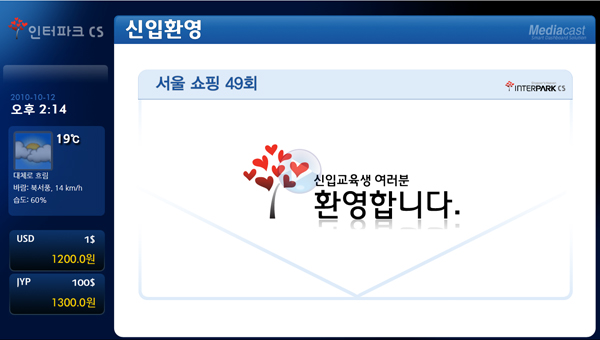 인터파크 CS
신입환영
Mediacast
Smart Dashboard Solution
2010-10-12
오후 2:14
19℃
대체로 흐림
바람: 북서풍, 14 km/h
습도: 60%
USD 1$
1200.0원
JYP 100$
1300.0원
서울 쇼핑 49회
INTERPARK CS
신입교육생 여러분
환영합니다.